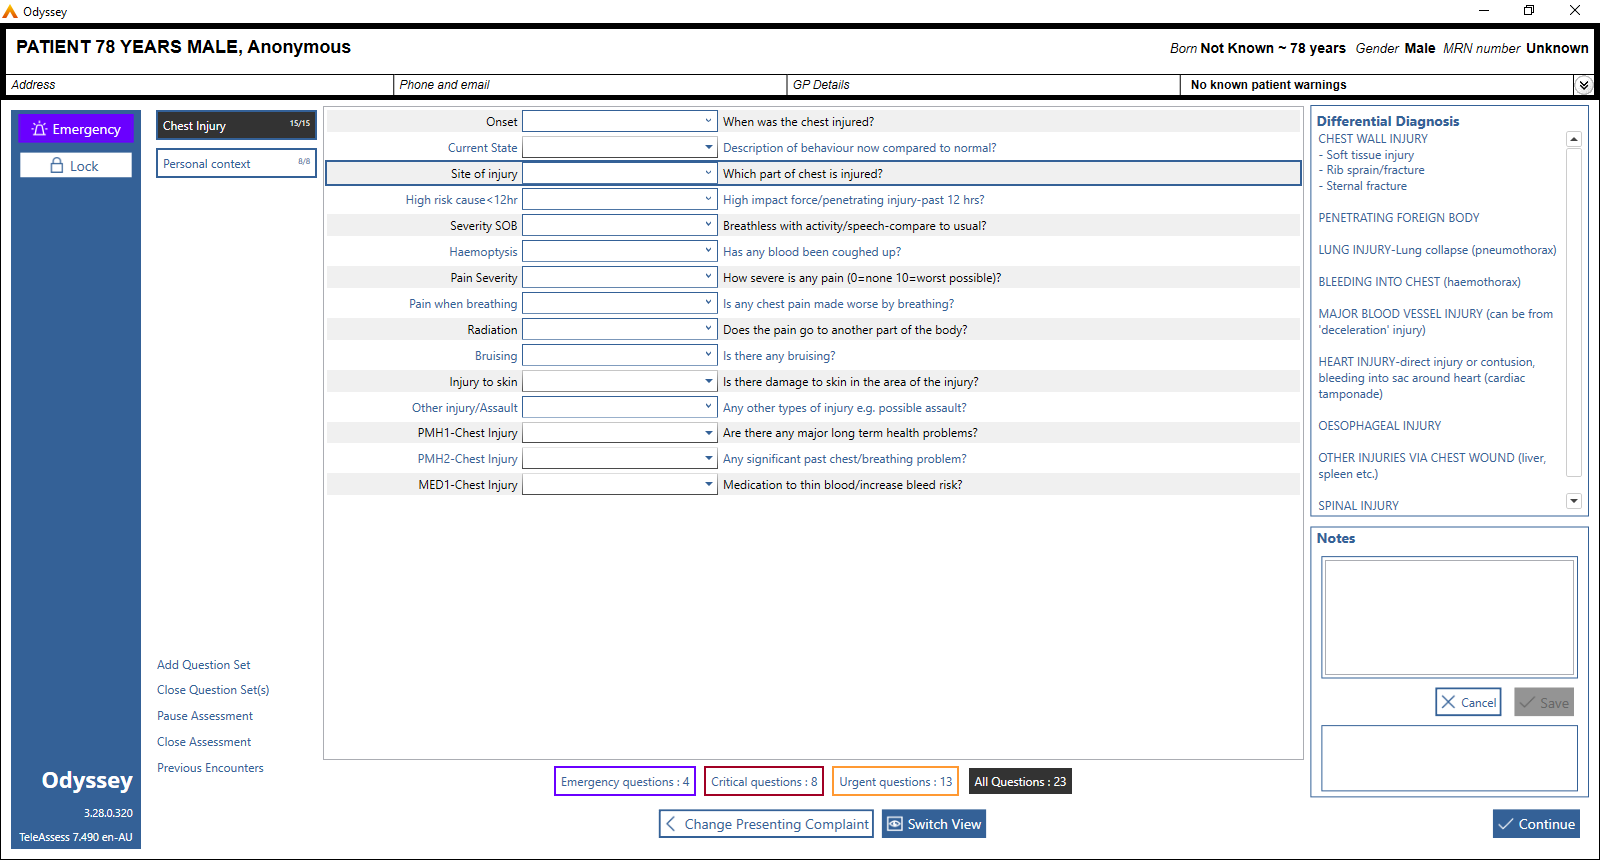 Odyssey
PATIENT 78 YEARS MALE, Anonymous
Born Not Known ~ 78 years Gender Male MRN number Unknown
Address
Phone and email
GP Details
No known patient warnings
Emergency
Lock
Chest Injury 15/15
Personal context 8/8
Onset When was the chest injured?
Current State Description of behaviour now compared to normal?
Site of injury Which part of chest is injured?
High risk cause<12hr High impact force/penetrating injury-past 12 hrs?
Severity SOB Breathless with activity/speech-compare to usual?
Haemoptysis Has any blood been coughed up?
Pain Severity How severe is any pain (0=none 10=worst possible)?
Pain when breathing Is any chest pain made worse by breathing?
Radiation Does the pain go to another part of the body?
Bruising Is there any bruising?
Injury to skin Is there damage to skin in the area of the injury?
Other injury/Assault Any other types of injury e.g. possible assault?
PMH1-Chest Injury Are there any major long term health problems?
PMH2-Chest Injury Any significant past chest/breathing problem?
MED1-Chest Injury Medication to thin blood/increase bleed risk?
Differential Diagnosis
CHEST WALL INJURY
- Soft tissue injury
- Rib sprain/fracture
- Sternal fracture
PENETRATING FOREIGN BODY
LUNG INJURY-Lung collapse (pneumothorax)
BLEEDING INTO CHEST (haemothorax)
MAJOR BLOOD VESSEL INJURY (can be from
'deceleration' injury)
HEART INJURY-direct injury or contusion,
bleeding into sac around heart (cardiac
tamponade)
OESOPHAGEAL INJURY
OTHER INJURIES VIA CHEST WOUND (liver,
spleen etc.)
SPINAL INJURY
Notes
Cancel
Save
Add Question Set
Close Question Set(s)
Pause Assessment
Close Assessment
Previous Encounters
Odyssey
3.28.0.320
TeleAssess 7.490 en-AU
Emergency questions : 4
Critical questions : 8
Urgent questions : 13
All Questions : 23
Change Presenting Complaint
Switch View
Continue